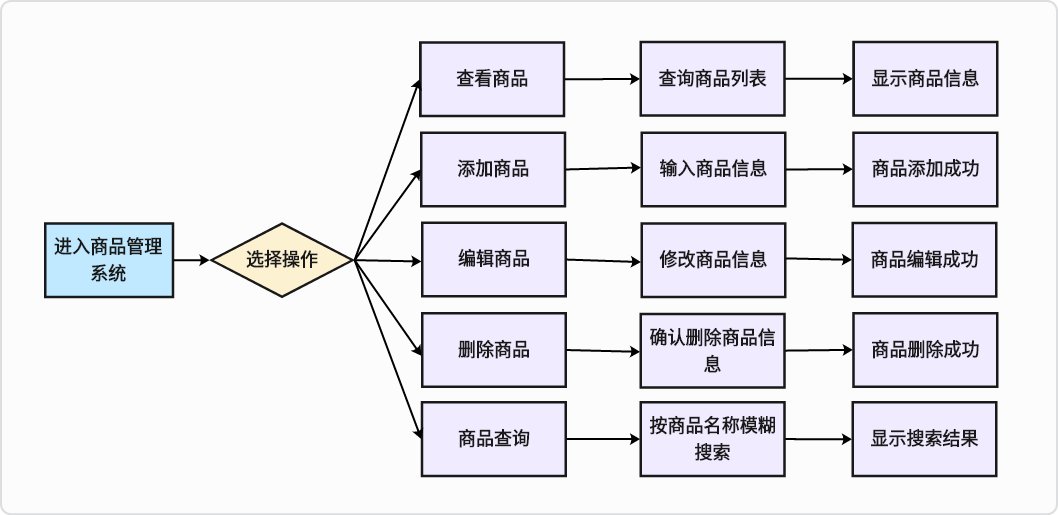 查看商品
查询商品列表
显示商品信息
添加商品
输入商品信息
商品添加成功
进入商品管理
系统
选择操作
编辑商品
修改商品信息
商品编辑成功
删除商品
确认删除商品信
息
商品删除成功
商品查询
按商品名称模糊
搜索
显示搜索结果